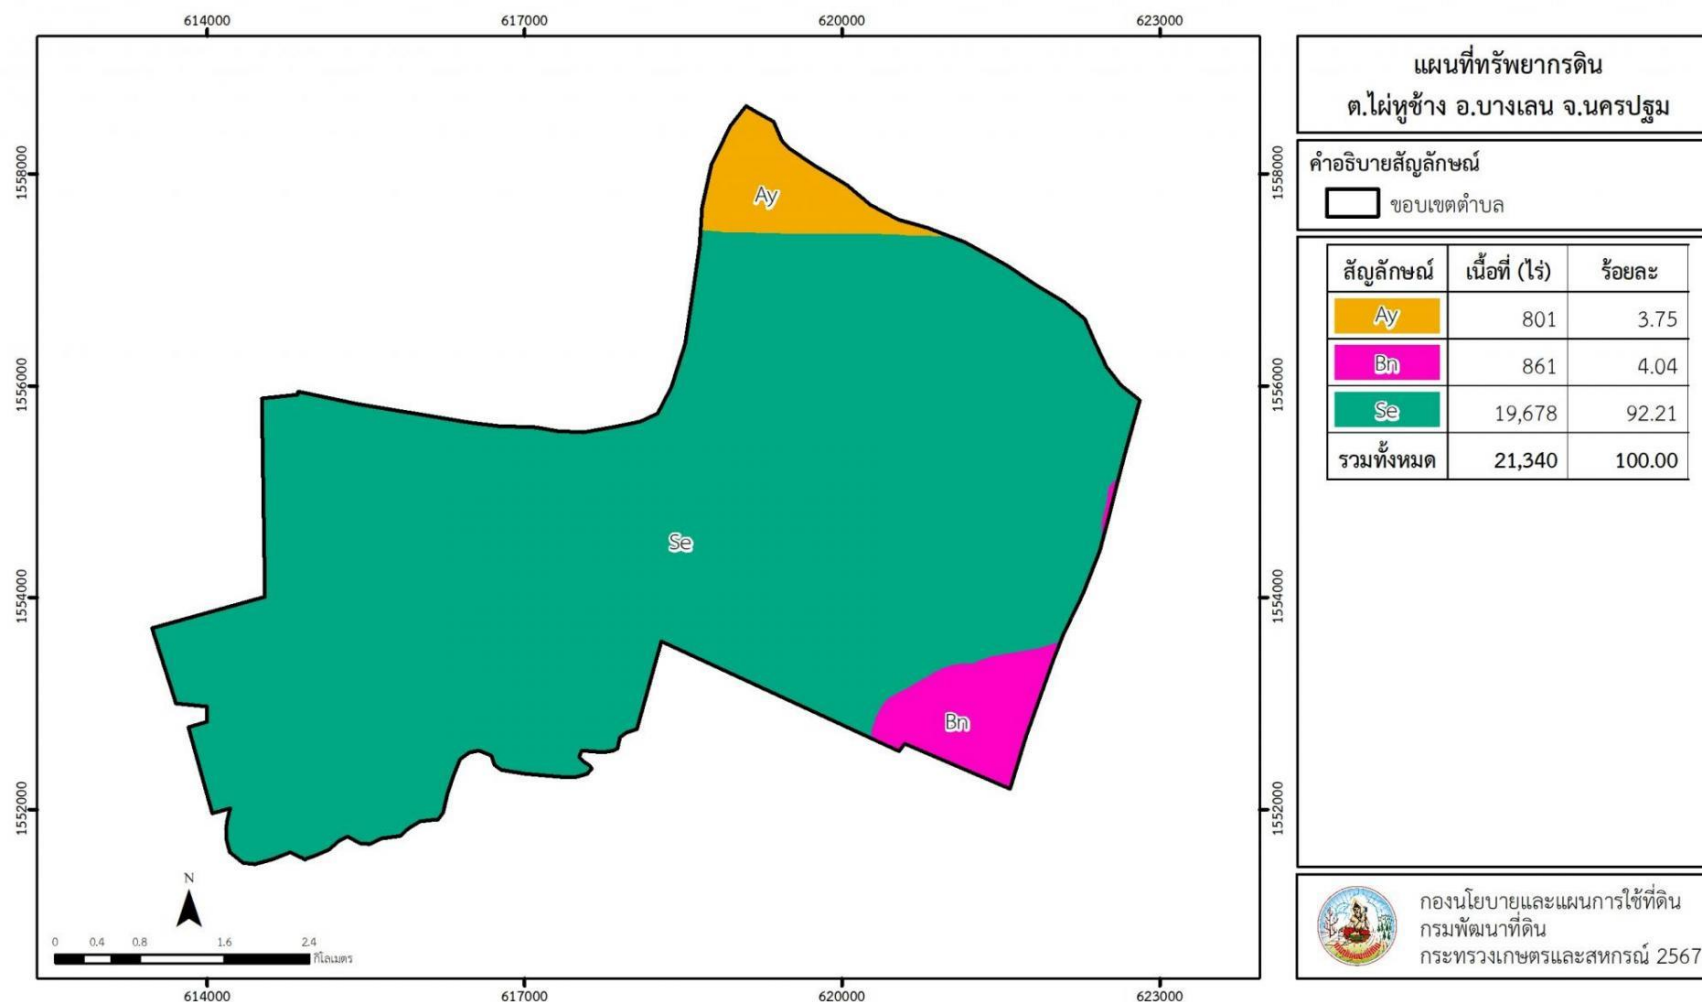 614000
617000
620000
623000
1558000
1556000
1554000
1552000
Ay
Se
Bn
1558000
1556000
1554000
1552000
N
0 0.4 0.8 1.6 2.4
กิโลเมตร
614000
617000
620000
623000
แผนที่ทรัพยากรดิน
ต.ไผ่หูช้าง อ.บางเลน จ.นครปฐม
คำอธิบายสัญลักษณ์
ขอบเขตตำบล
สัญลักษณ์ เนื้อที่ (ไร่) ร้อยละ
Ay 801 3.75
Bn 861 4.04
Se 19,678 92.21
รวมทั้งหมด 21,340 100.00
กองนโยบายและแผนการใช้ที่ดิน
กรมพัฒนาที่ดิน
กระทรวงเกษตรและสหกรณ์ 2567